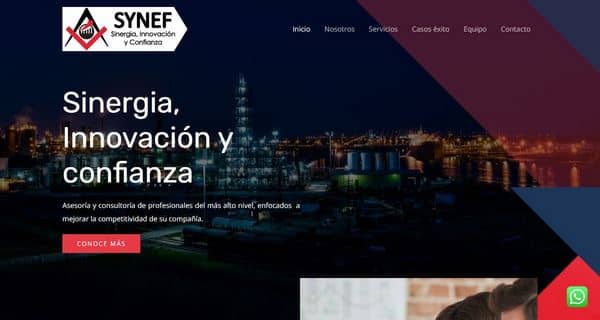 SYNEF
Sinergia, Innovación
y Confianza
Inicio Nosotros Servicios Casos éxito Equipo Contacto
Sinergia,
Innovación y
confianza
Asesoría y consultoría de profesionales del más alto nivel, enfocados a
mejorar la competitividad de su compañía.
CONOCE MÁS